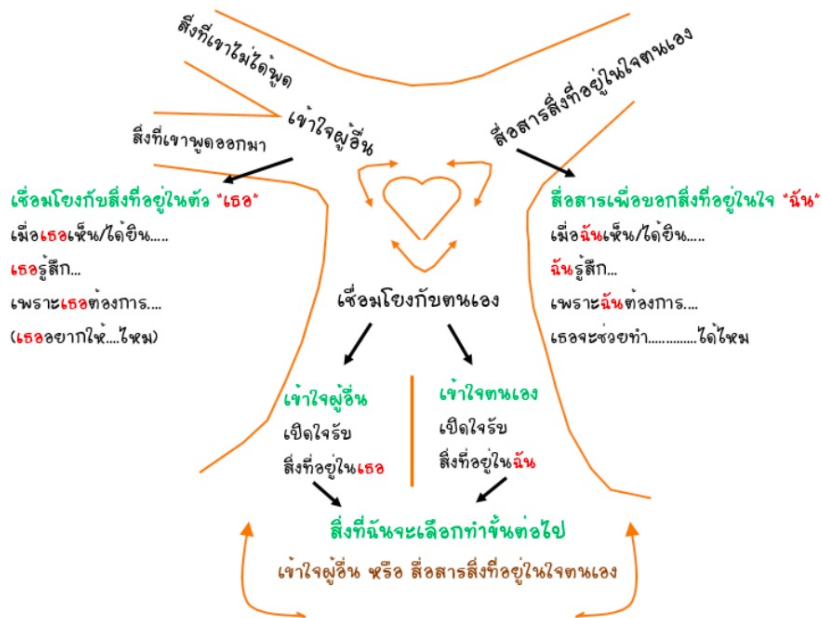 สิ่งที่เขาไม่ได้พูด
สิ่งที่เขาพูดออกมา
เข้าใจผู้อื่น
สื่อสารสิ่งที่อยู่ในใจตนเอง
เชื่อมโยงกับสิ่งที่อยู่ในตัว "เธอ"
เมื่อเธอเห็น/ได้ยิน.....
เธอรู้สึก...
เพราะเธอต้องการ....
(เธออยากให้....ไหม)
สื่อสารเพื่อบอกสิ่งที่อยู่ในใจ "ฉัน"
เมื่อฉันเห็น/ได้ยิน.....
ฉันรู้สึก...
เพราะฉันต้องการ....
เธอจะช่วยทำ.............ได้ไหม
เชื่อมโยงกับตนเอง
เข้าใจผู้อื่น
เปิดใจรับ
สิ่งที่อยู่ในเธอ
เข้าใจตนเอง
เปิดใจรับ
สิ่งที่อยู่ในฉัน
สิ่งที่ฉันจะเลือกทำขั้นต่อไป
เข้าใจผู้อื่น หรือ สื่อสารสิ่งที่อยู่ในใจตนเอง